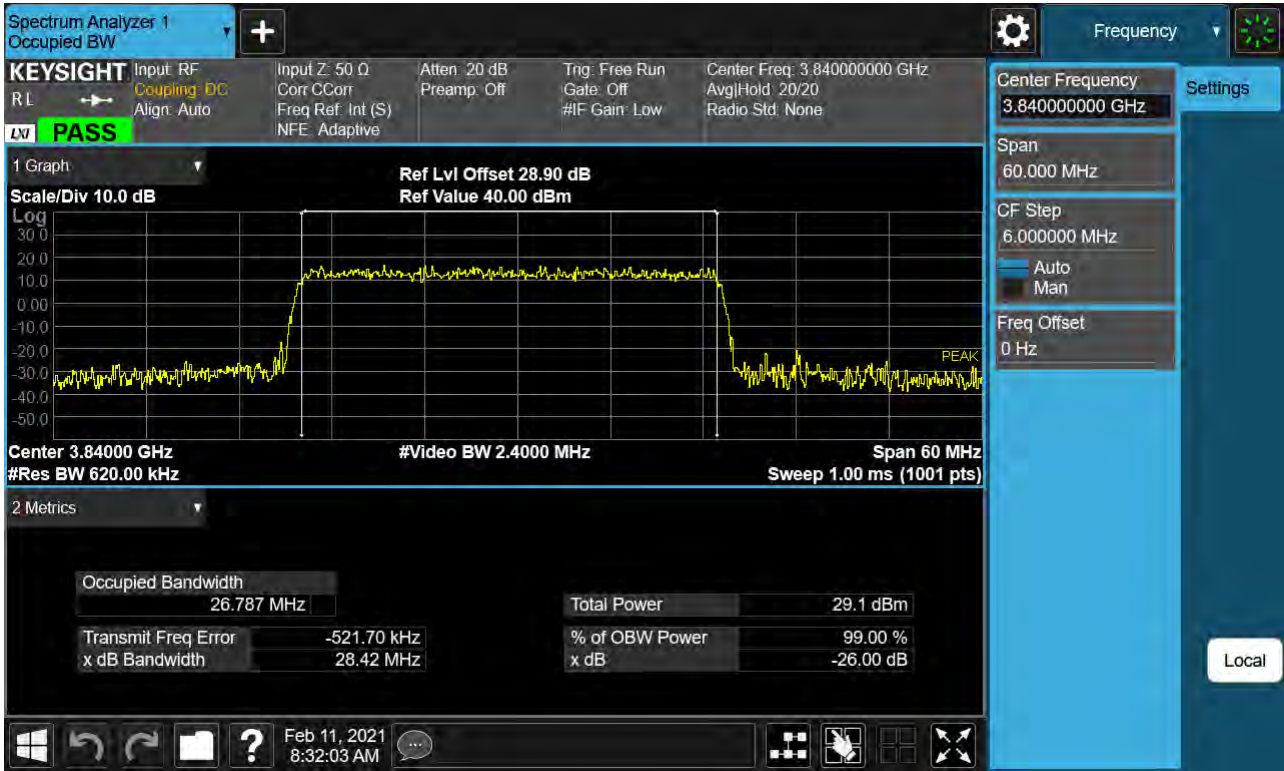 Spectrum Analyzer 1
Occupied BW
+
Frequency
KEYSIGHT
RL
LXI
PASS
Input: RF
Coupling: DC
Align: Auto
Input Z: 50 Ω
Corr CCorr
Freq Ref: Int (S)
NFE: Adaptive
Atten: 20 dB
Preamp: Off
Trig: Free Run
Gate: Off
#IF Gain: Low
Center Freq: 3.840000000 GHz
Avg|Hold: 20/20
Radio Std: None
Center Frequency
3.840000000 GHz
Settings
Span
60.000 MHz
CF Step
6.000000 MHz
Auto
Man
Freq Offset
0 Hz
Local
1 Graph
Scale/Div 10.0 dB
Ref Lvl Offset 28.90 dB
Ref Value 40.00 dBm
Log
30.0
20.0
10.0
0.00
-10.0
-20.0
-30.0
-40.0
-50.0
PEAK
Center 3.84000 GHz
#Video BW 2.4000 MHz
Span 60 MHz
#Res BW 620.00 kHz
Sweep 1.00 ms (1001 pts)
2 Metrics
Occupied Bandwidth
26.787 MHz
Total Power 29.1 dBm
Transmit Freq Error -521.70 kHz
% of OBW Power 99.00 %
x dB Bandwidth 28.42 MHz
x dB -26.00 dB
?
Feb 11, 2021
8:32:03 AM